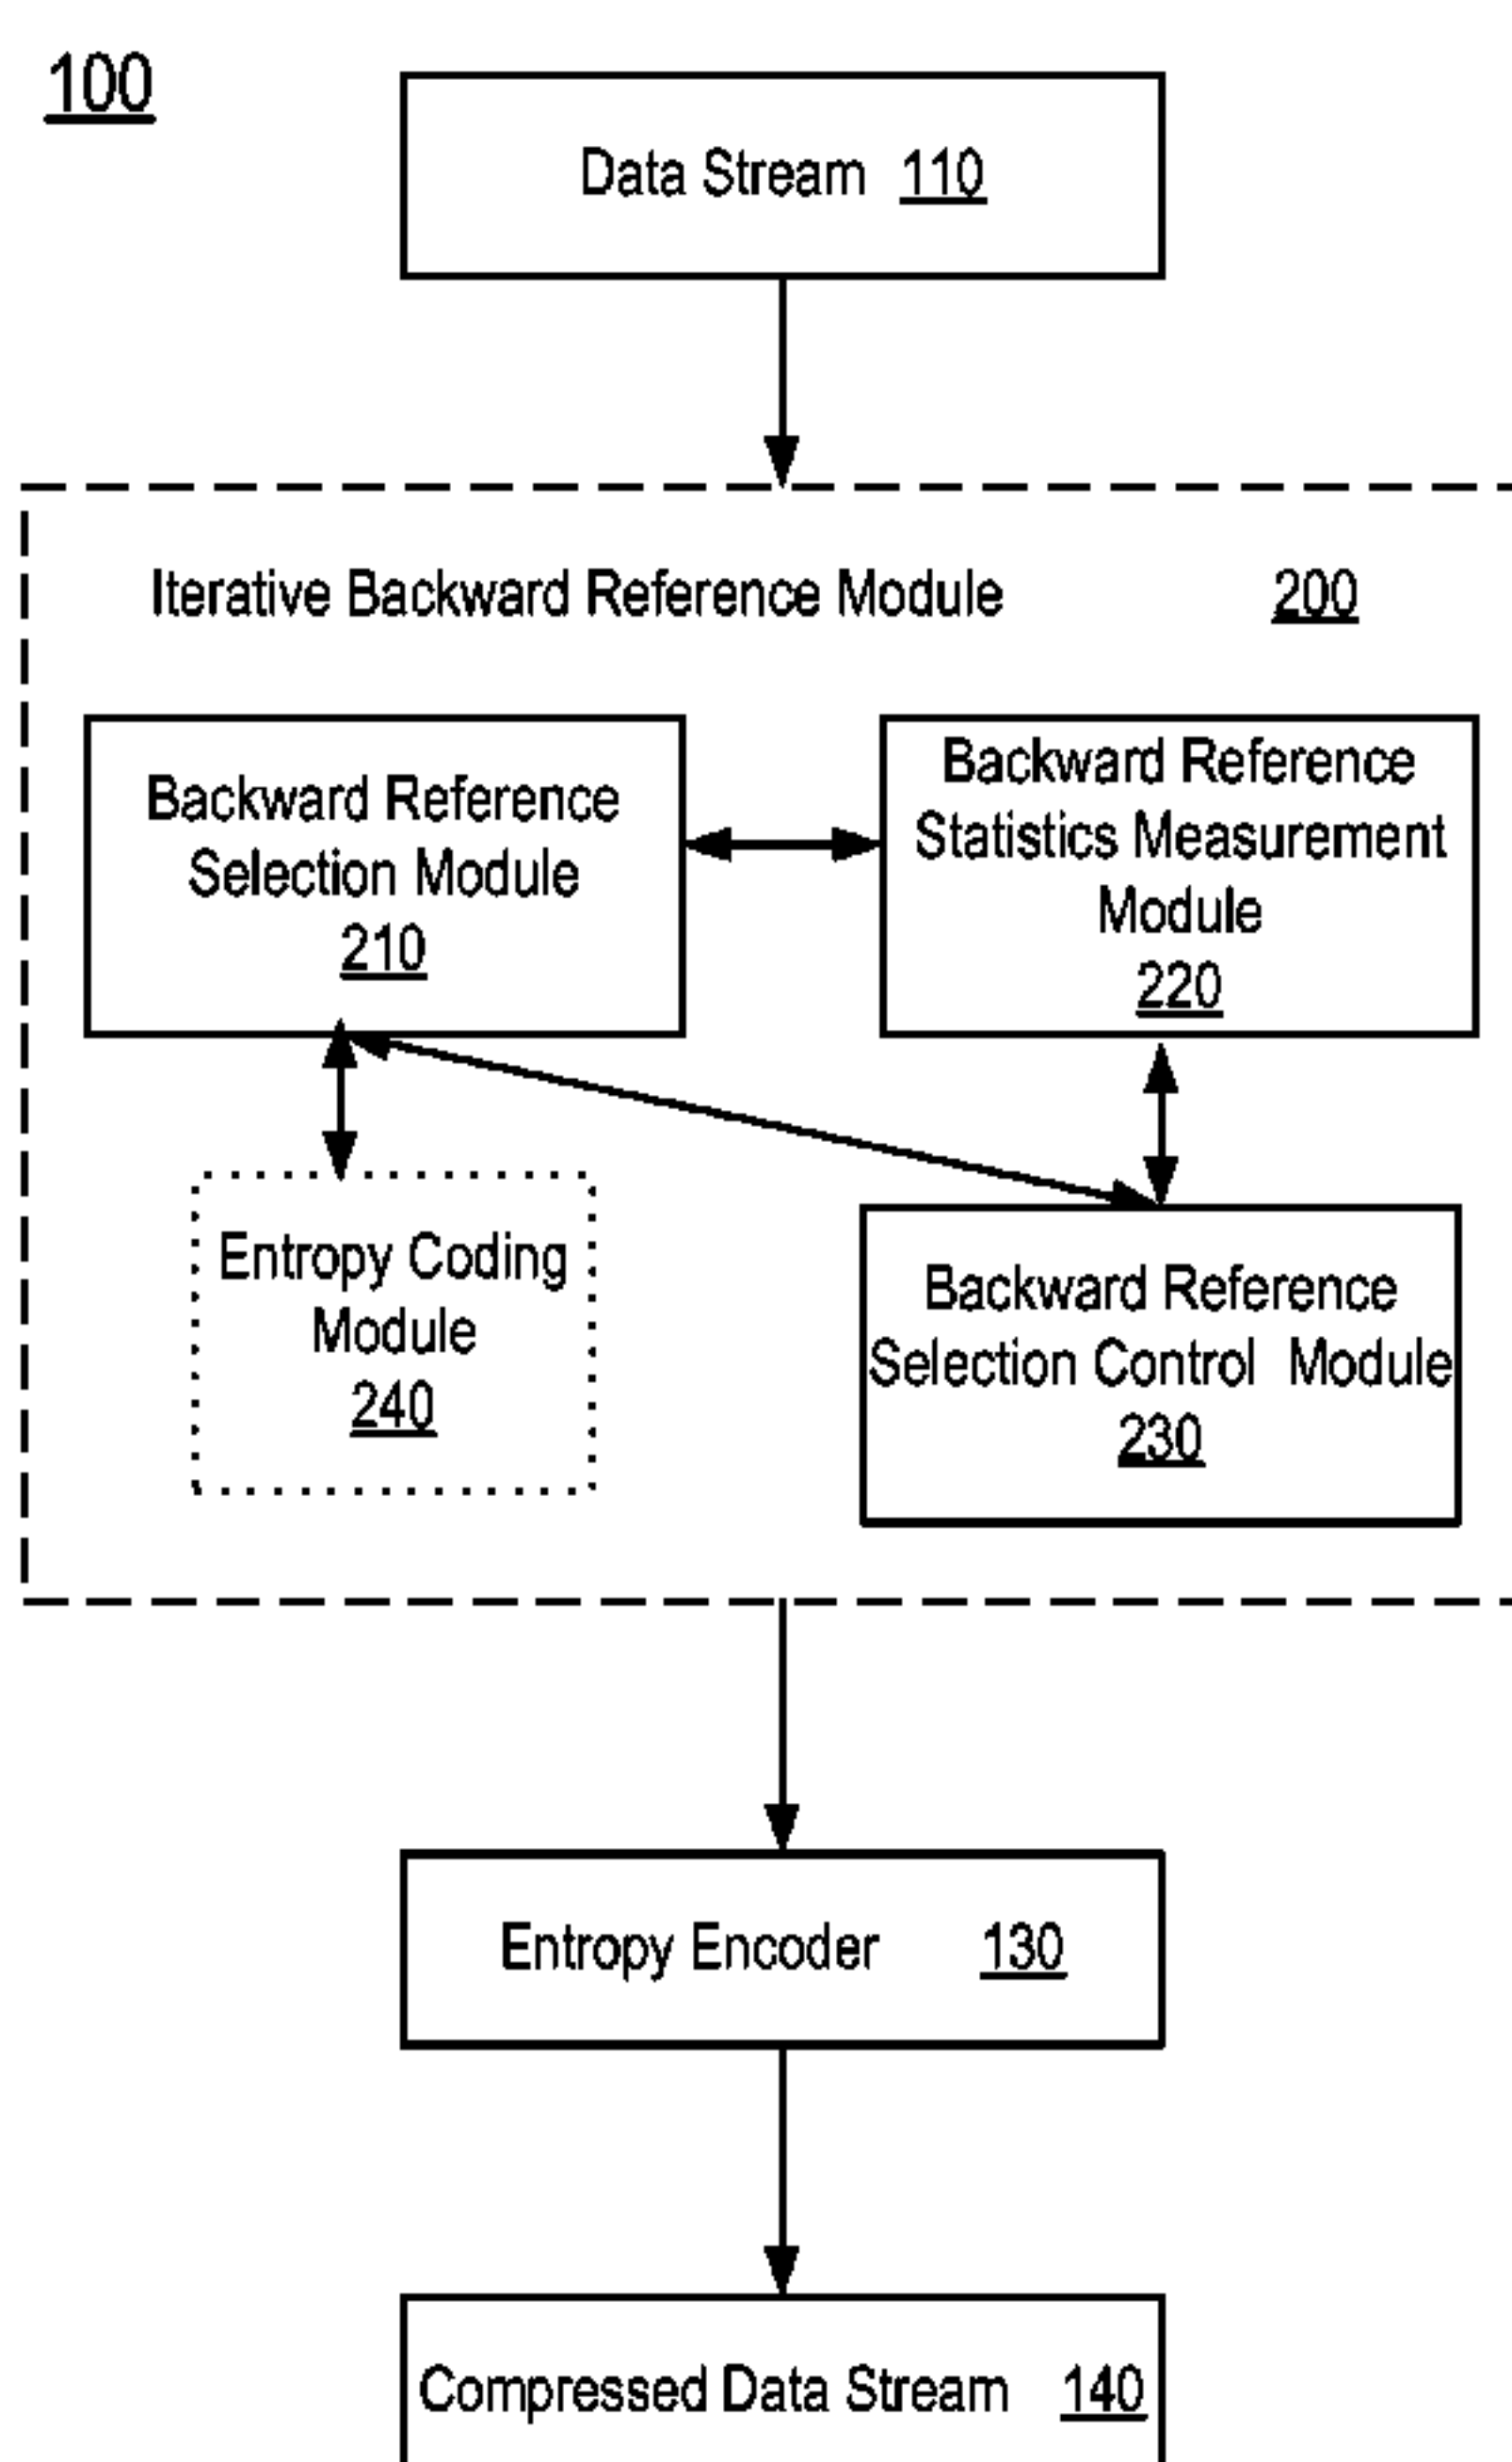 100
Data Stream 110
Iterative Backward Reference Module 200
Backward Reference
Selection Module
210
Backward Reference
Statistics Measurement
Module
220
Entropy Coding
Module
240
Backward Reference
Selection Control Module
230
Entropy Encoder 130
Compressed Data Stream 140